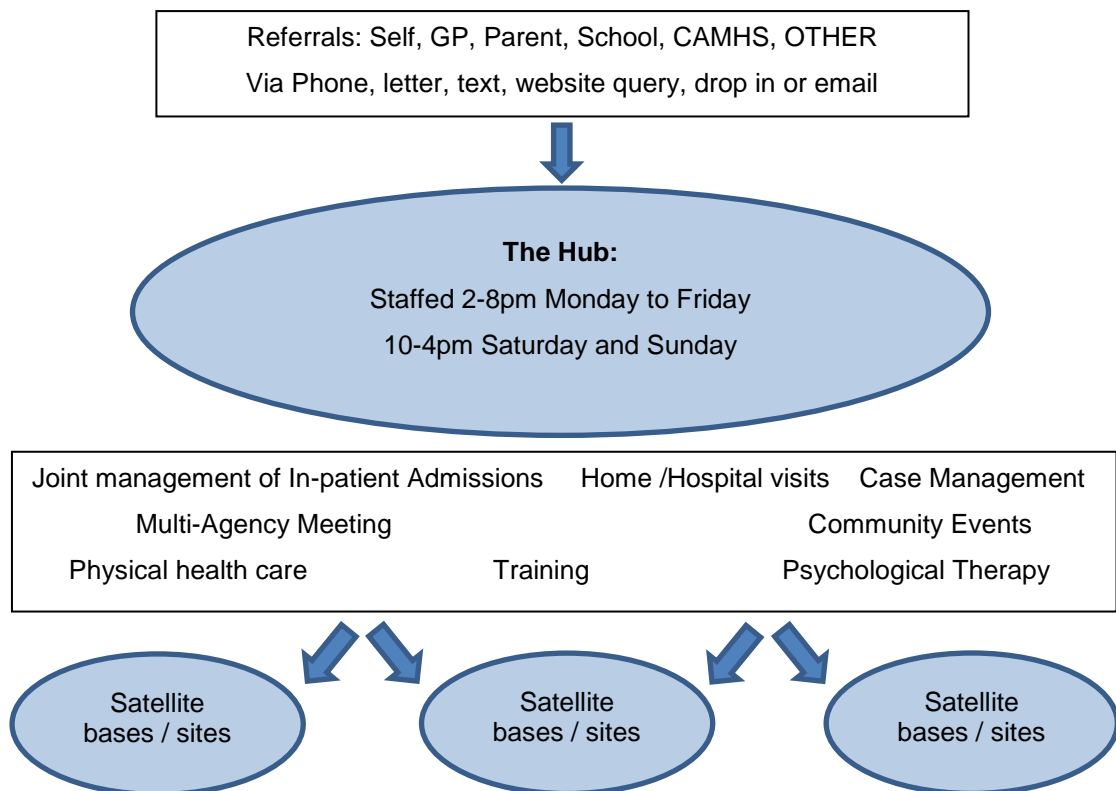 Referrals: Self, GP, Parent, School, CAMHS, OTHER
Via Phone, letter, text, website query, drop in or email
The Hub:
Staffed 2-8pm Monday to Friday
10-4pm Saturday and Sunday
Joint management of In-patient Admissions Home /Hospital visits Case Management
Multi-Agency Meeting Community Events
Physical health care Training Psychological Therapy
Satellite
bases / sites
Satellite
bases / sites
Satellite
bases / sites